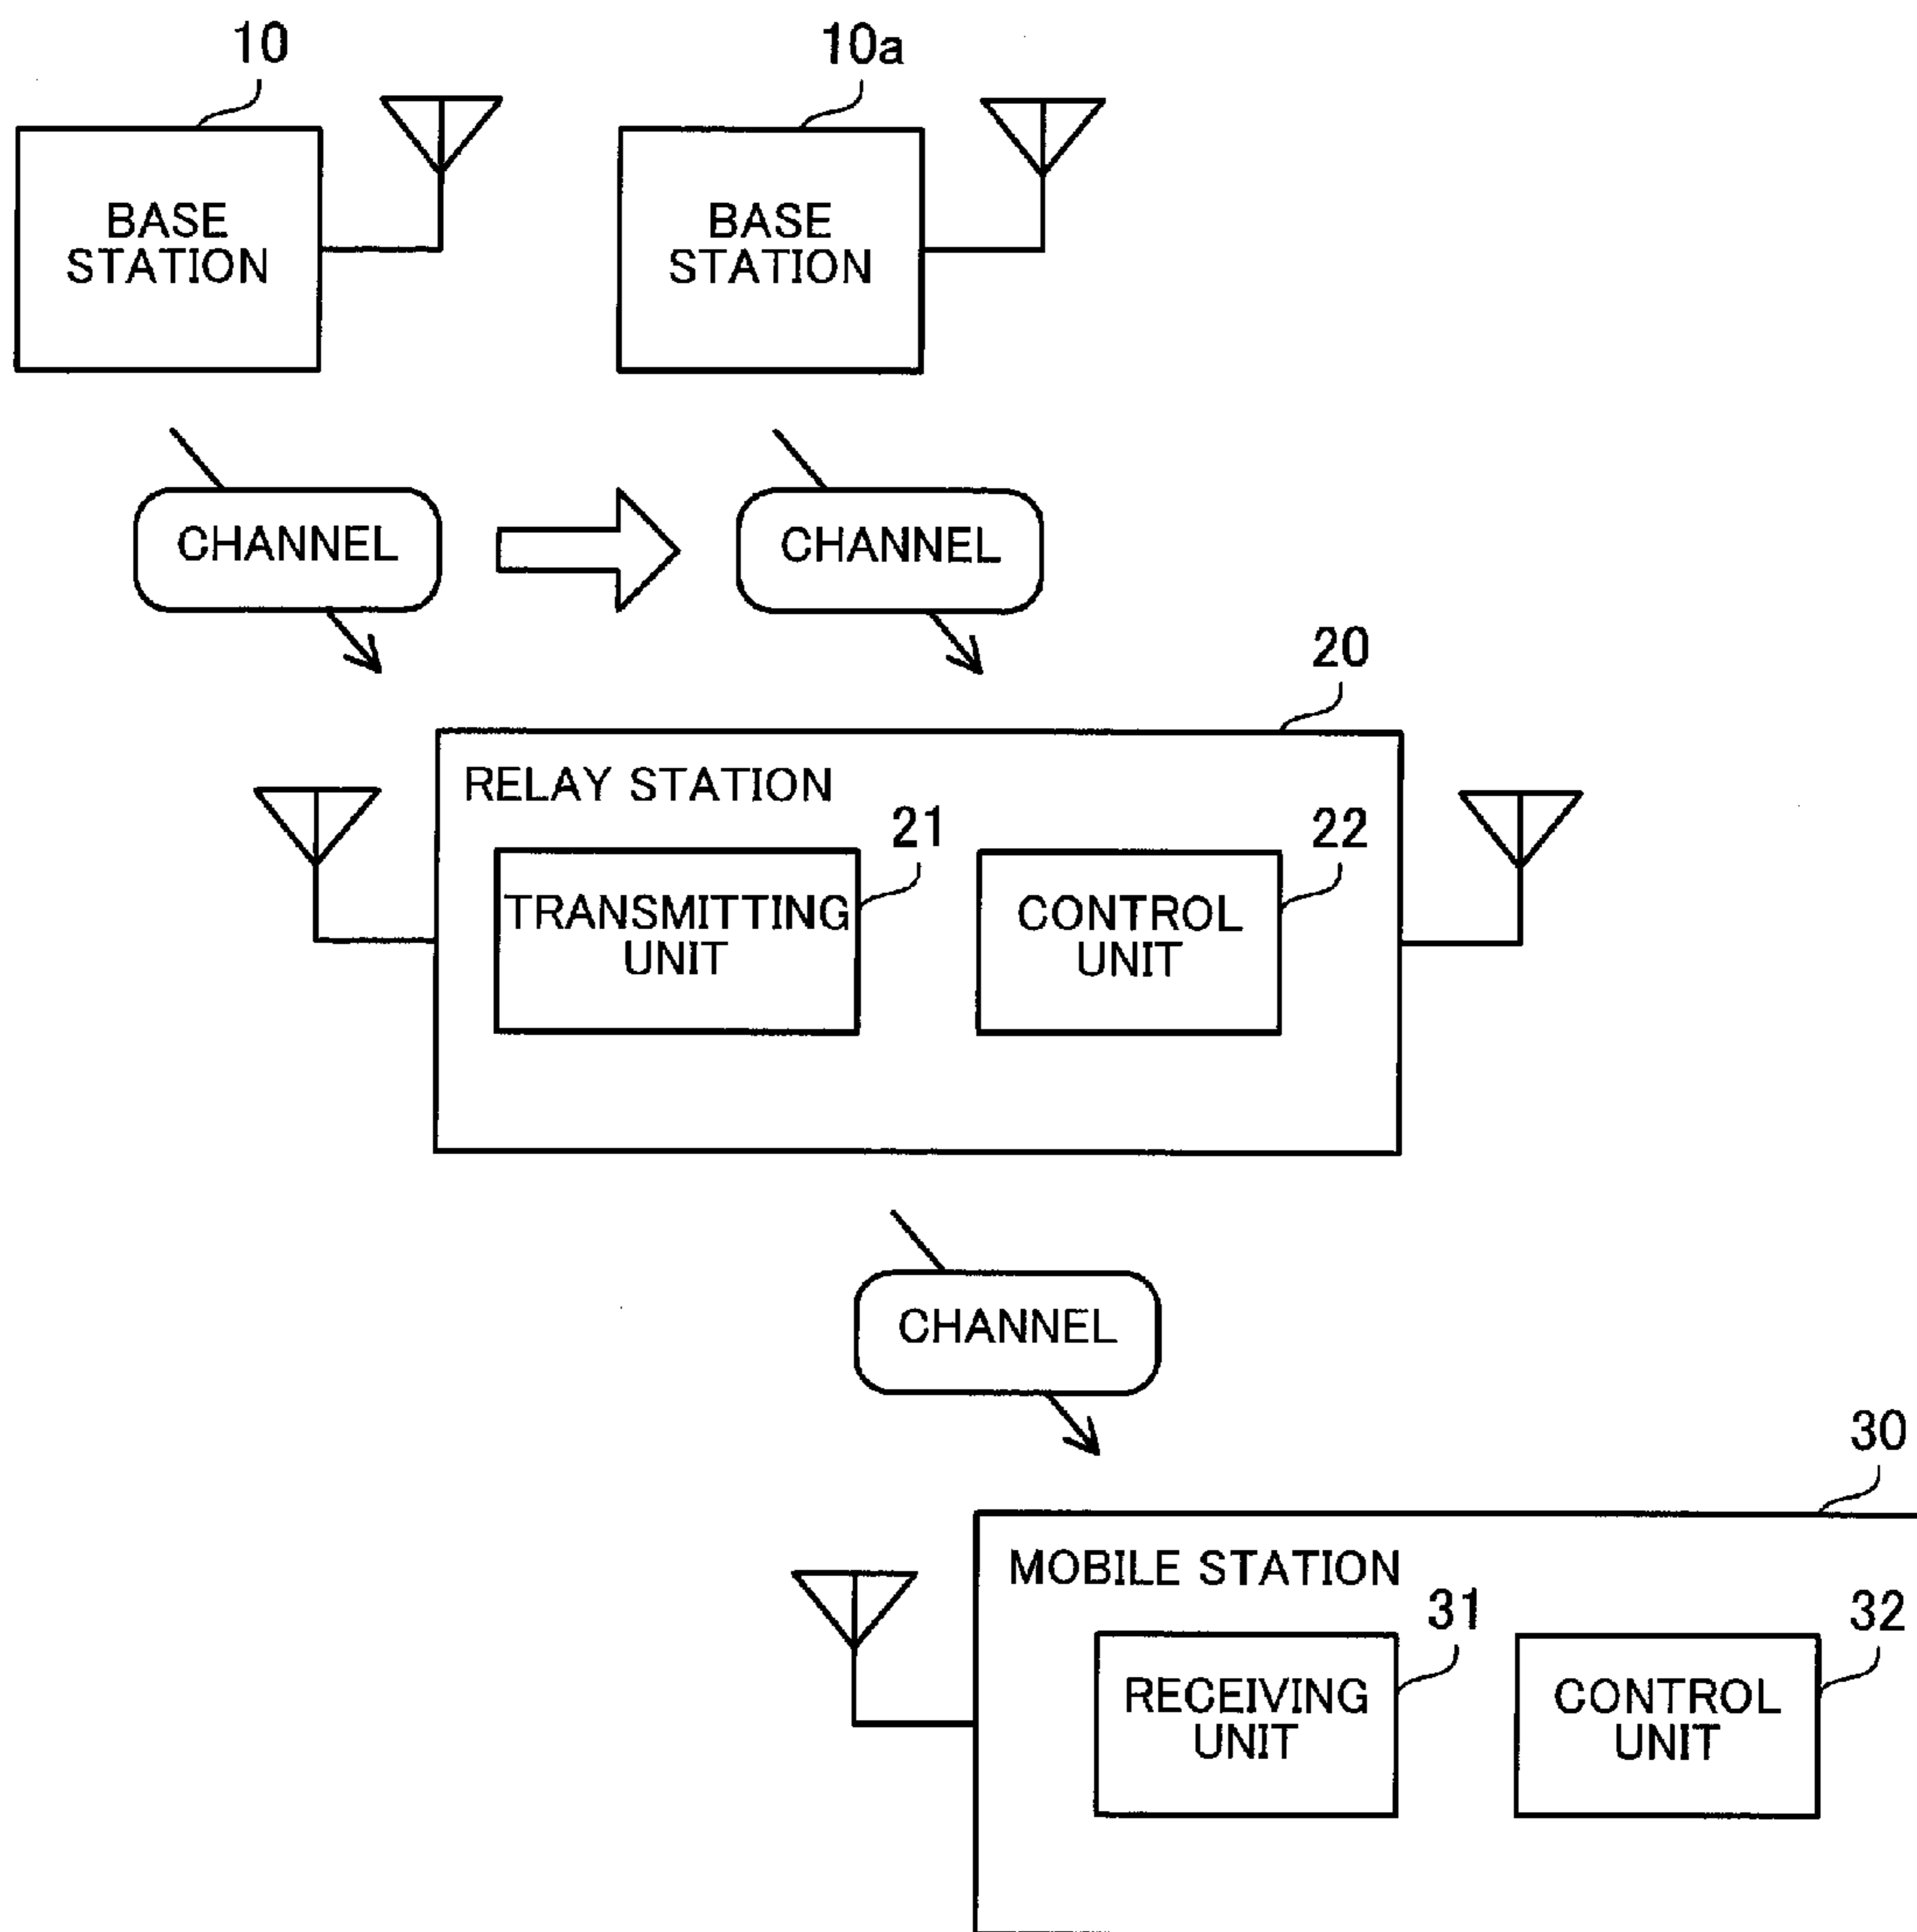 10
10a
BASE
STATION
BASE
STATION
CHANNEL
CHANNEL
20
RELAY STATION
21
22
TRANSMITTING
UNIT
CONTROL
UNIT
CHANNEL
30
MOBILE STATION
31
32
RECEIVING
UNIT
CONTROL
UNIT